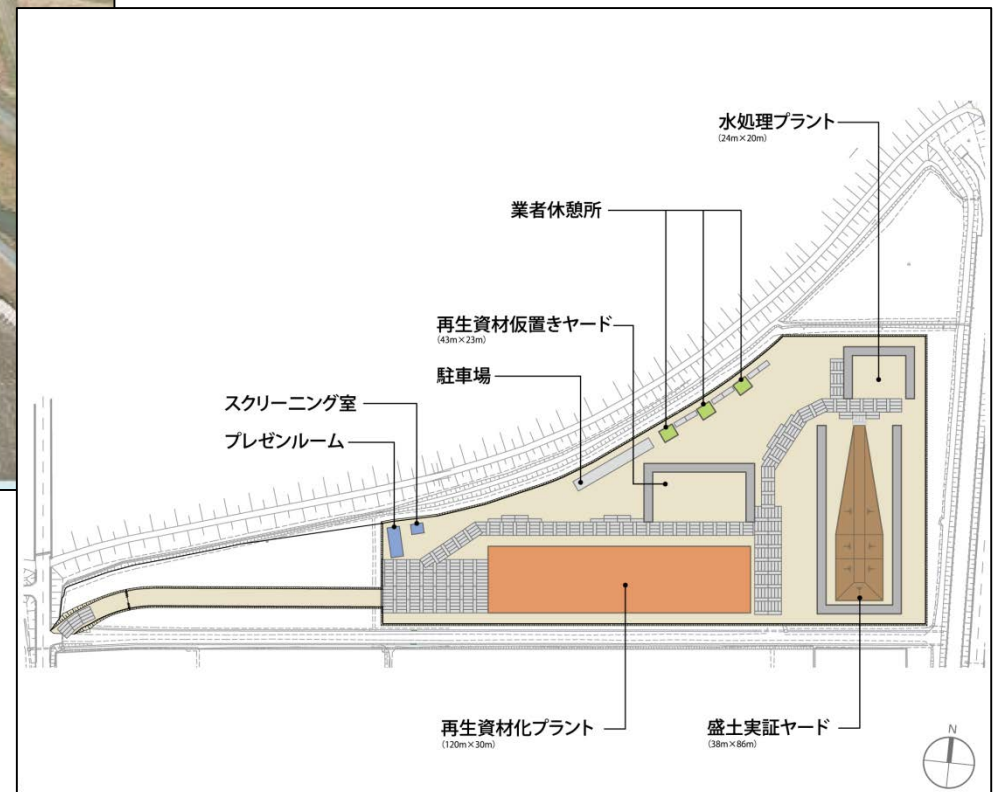 水処理プラント
(24m×20m)
業者休憩所
再生資材仮置きヤード
(43m×23m)
駐車場
スクリーニング室
プレゼンルーム
再生資材化プラント
(120m×30m)
盛土実証ヤード
(38m×86m)
N